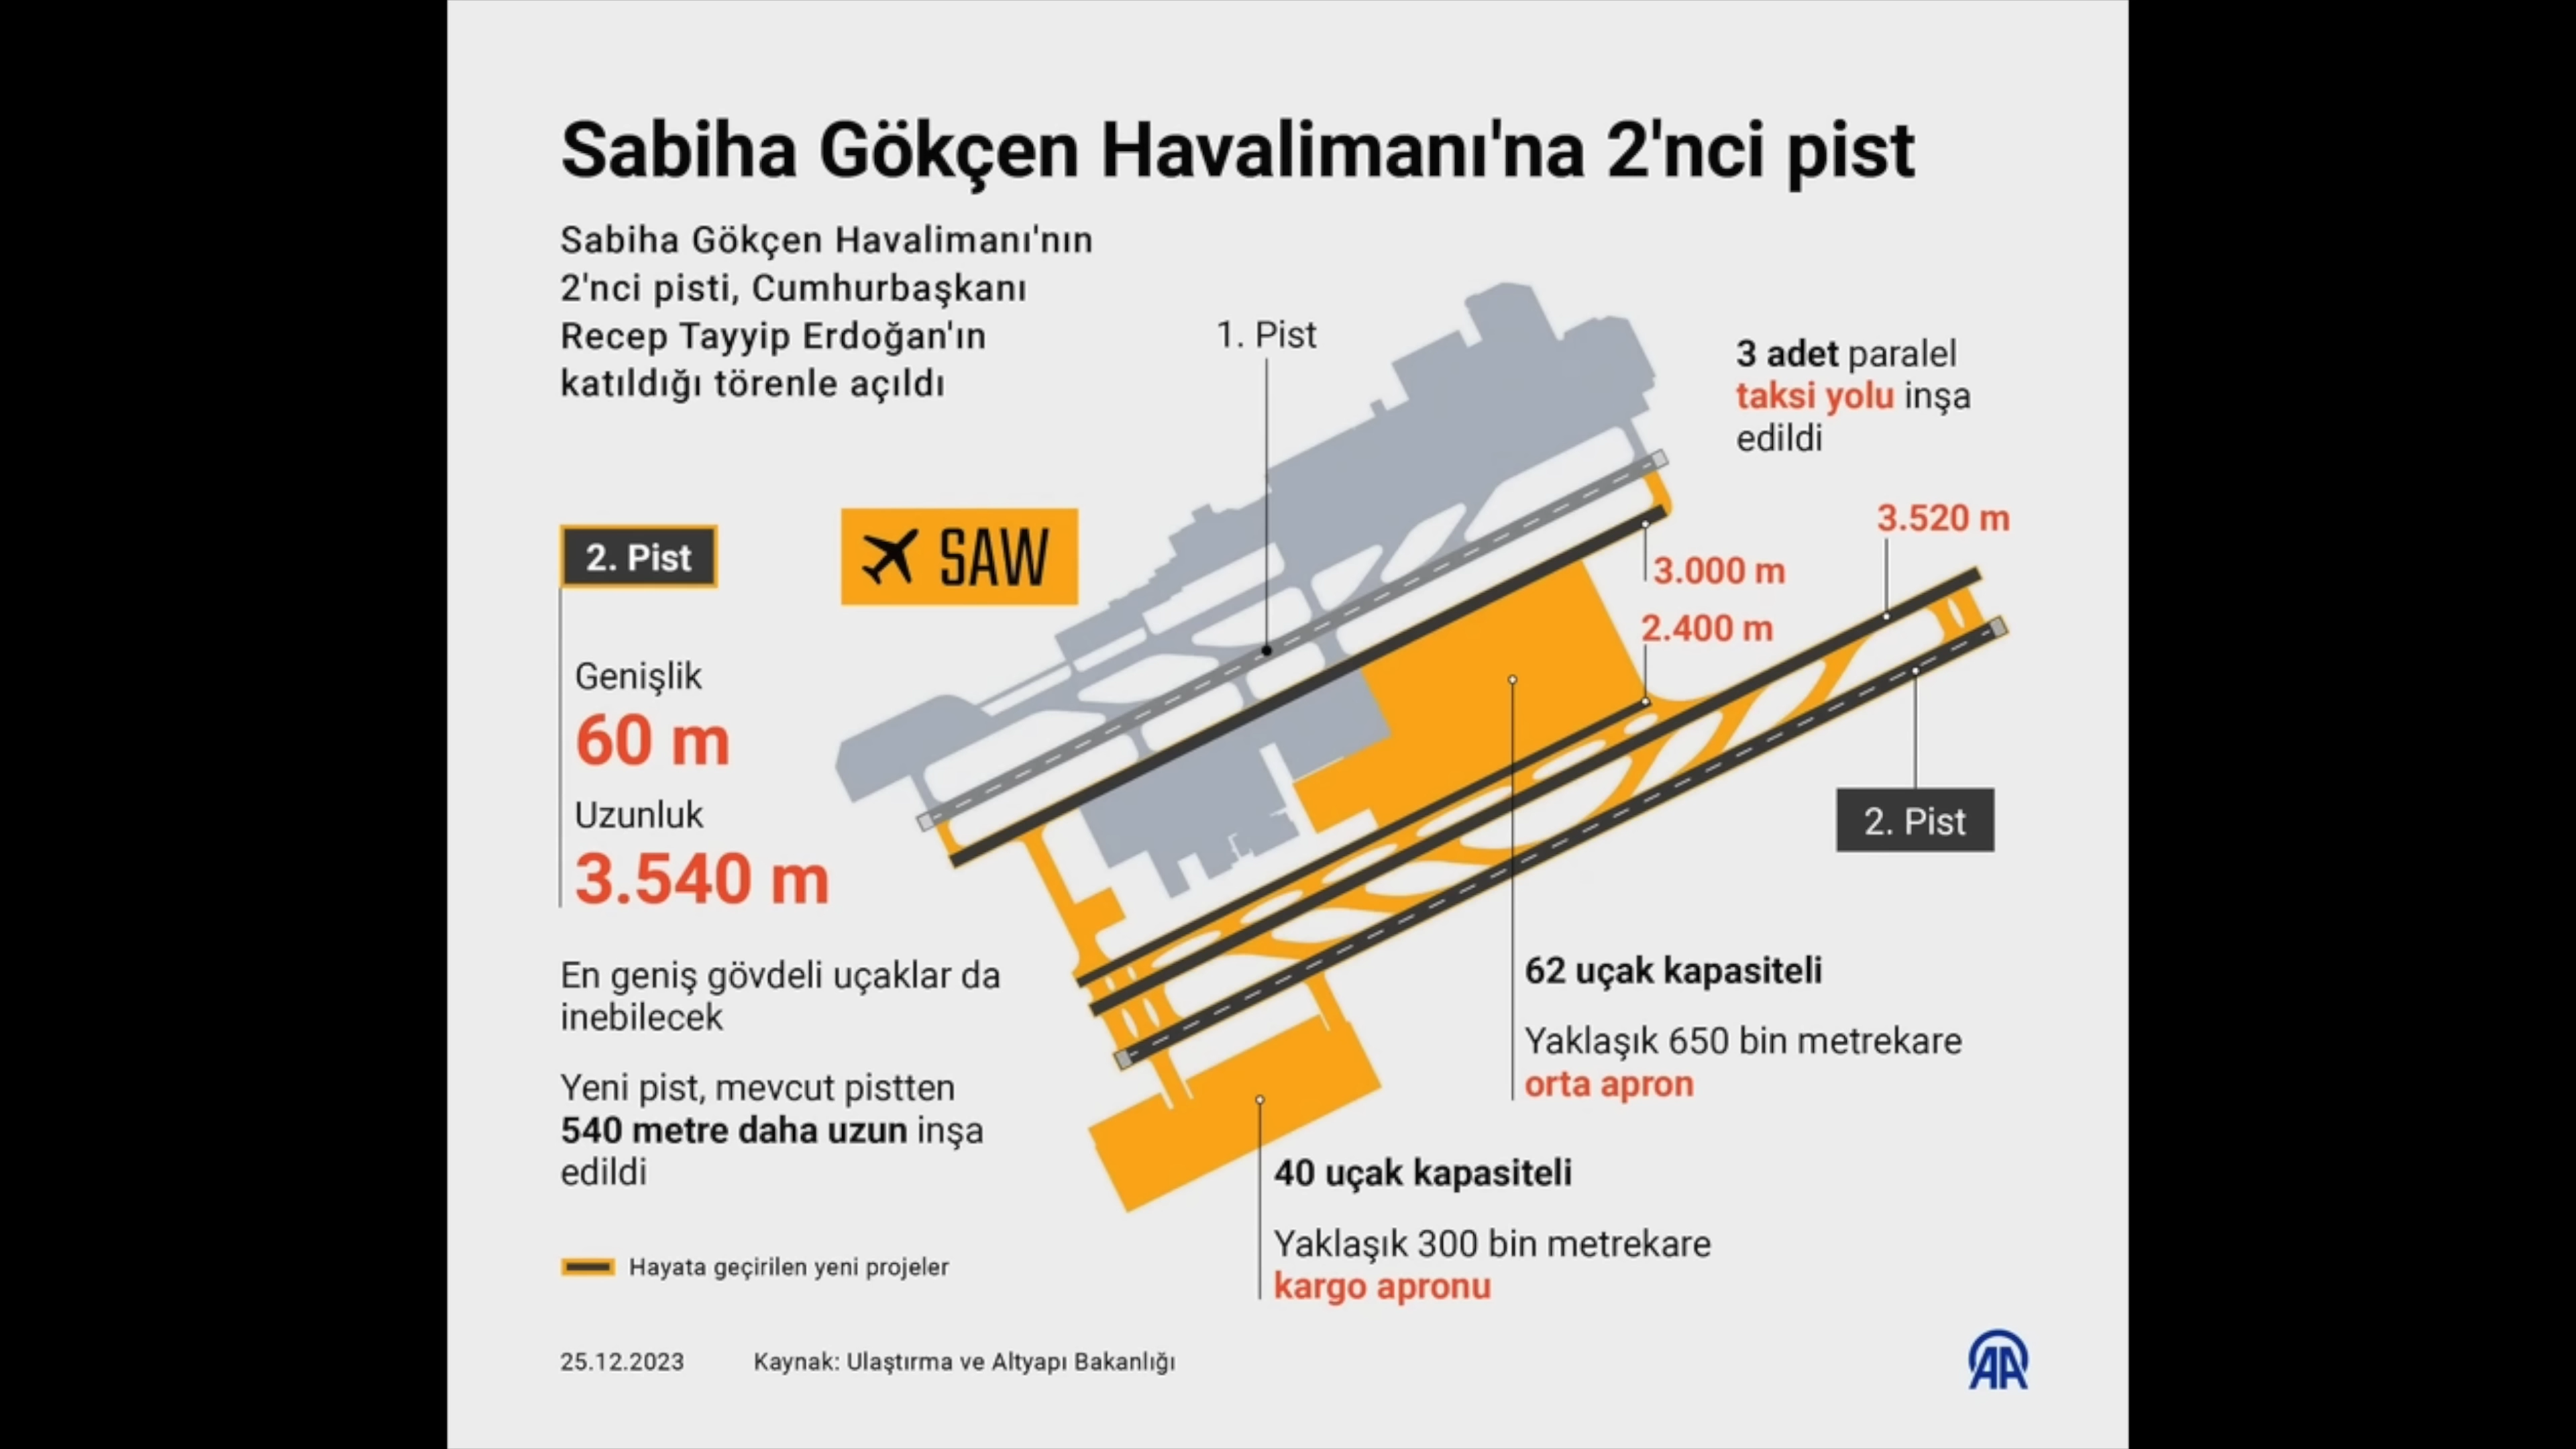 Sabiha Gökçen Havalimanı'na 2'nci pist
Sabiha Gökçen Havalimanı'nın
2'nci pisti, Cumhurbaşkanı
Recep Tayyip Erdoğan'ın
katıldığı törenle açıldı
1. Pist
3 adet paralel
taksi yolu inşa
edildi
SAW
3.520 m
3.000 m
2.400 m
2. Pist
Genişlik
60 m
Uzunluk
3.540 m
2. Pist
En geniş gövdeli uçaklar da
inebilecek
Yeni pist, mevcut pistten
540 metre daha uzun inşa
edildi
62 uçak kapasiteli
Yaklaşık 650 bin metrekare
orta apron
40 uçak kapasiteli
Yaklaşık 300 bin metrekare
kargo apronu
Hayata geçirilen yeni projeler
25.12.2023
Kaynak: Ulaştırma ve Altyapı Bakanlığı
AA